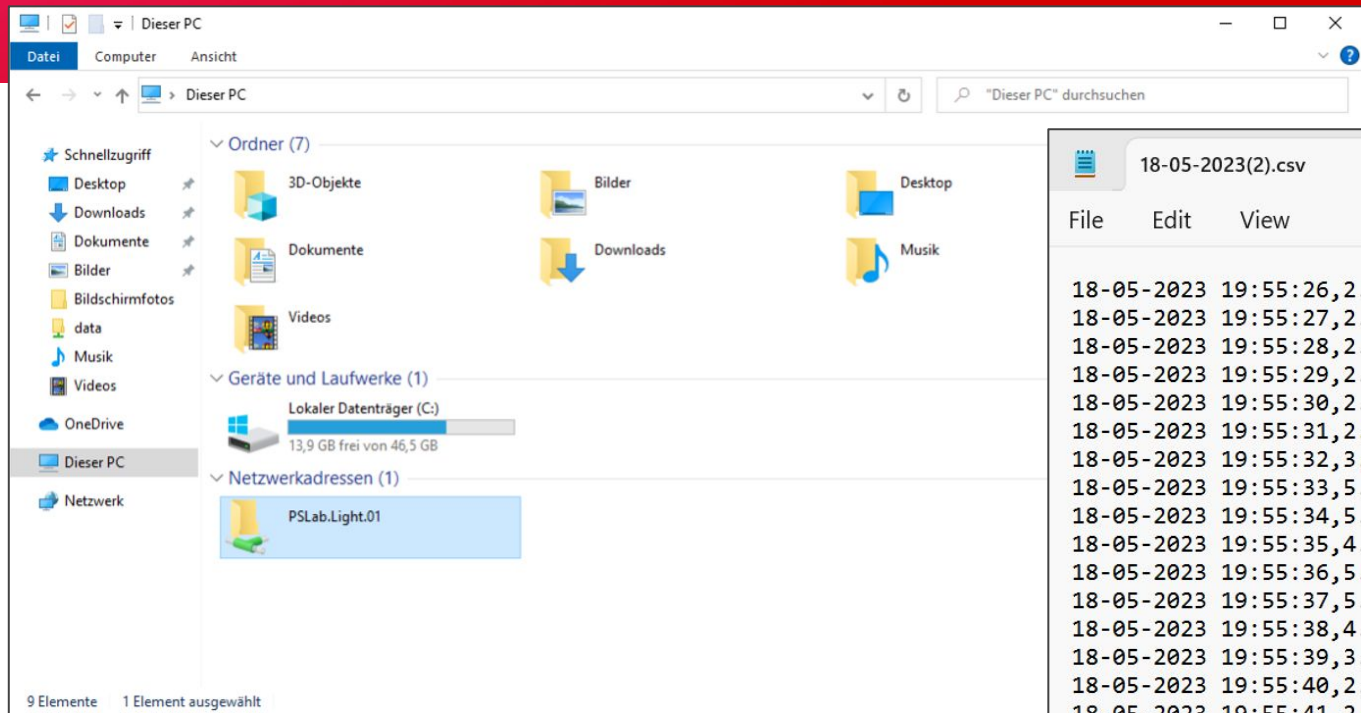 Dieser PC
Datei Computer Ansicht
Dieser PC
"Dieser PC" durchsuchen
Schnellzugriff
Desktop
Downloads
Dokumente
Bilder
Bildschirmfotos
data
Musik
Videos
OneDrive
Dieser PC
Netzwerk
Ordner (7)
3D-Objekte
Bilder
Desktop
Dokumente
Downloads
Musik
Videos
Geräte und Laufwerke (1)
Lokaler Datenträger (C:)
13,9 GB frei von 46,5 GB
Netzwerkadressen (1)
PSLab.Light.01
9 Elemente 1 Element ausgewählt
18-05-2023(2).csv
File Edit View
18-05-2023 19:55:26,2
18-05-2023 19:55:27,2
18-05-2023 19:55:28,2
18-05-2023 19:55:29,2
18-05-2023 19:55:30,2
18-05-2023 19:55:31,2
18-05-2023 19:55:32,3
18-05-2023 19:55:33,5
18-05-2023 19:55:34,5
18-05-2023 19:55:35,4
18-05-2023 19:55:36,5
18-05-2023 19:55:37,5
18-05-2023 19:55:38,4
18-05-2023 19:55:39,3
18-05-2023 19:55:40,2